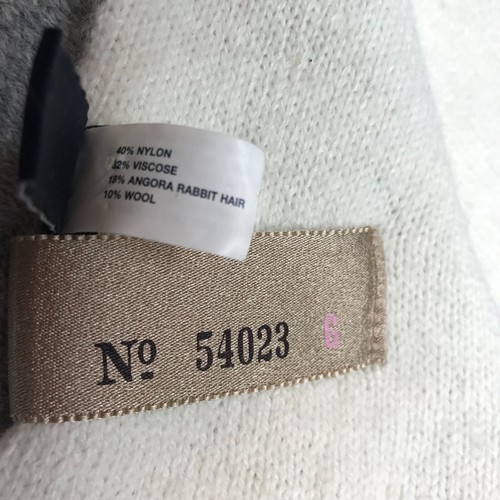 40% NYLON
32% VISCOSE
18% ANGORA RABBIT HAIR
10% WOOL
Nº 54023